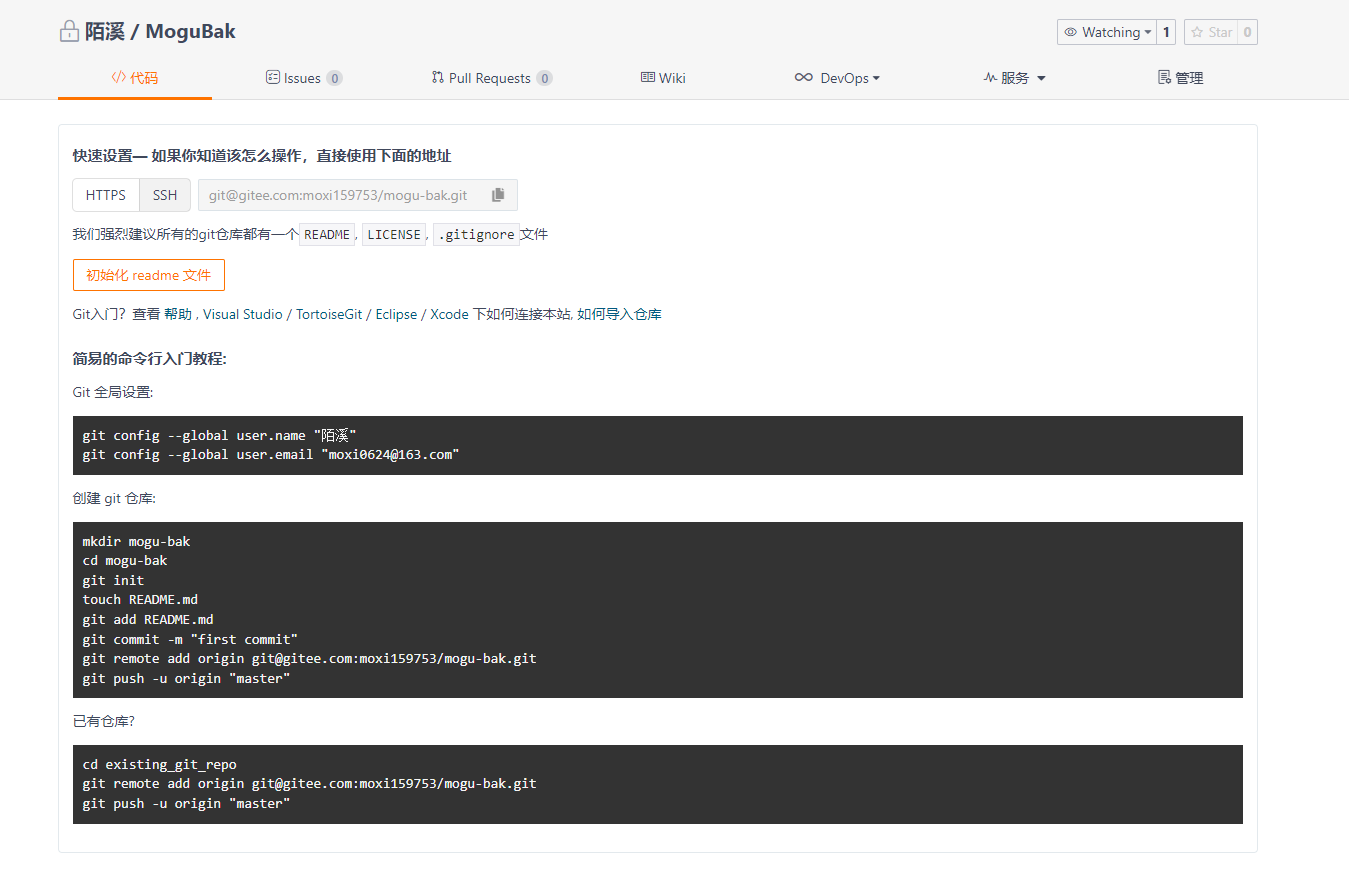 陌溪 / MoguBak
Watching 1 Star 0
代码 Issues 0 Pull Requests 0 Wiki DevOps 服务 管理
快速设置— 如果你知道该怎么操作，直接使用下面的地址
HTTPS SSH git@gitee.com:moxi159753/mogu-bak.git
我们强烈建议所有的git仓库都有一个 README, LICENSE, .gitignore 文件
初始化 readme 文件
Git入门？查看 帮助 , Visual Studio / TortoiseGit / Eclipse / Xcode 下如何连接本站, 如何导入仓库
简易的命令行入门教程:
Git 全局设置:
git config --global user.name "陌溪"
git config --global user.email "moxi0624@163.com"
创建 git 仓库:
mkdir mogu-bak
cd mogu-bak
git init
touch README.md
git add README.md
git commit -m "first commit"
git remote add origin git@gitee.com:moxi159753/mogu-bak.git
git push -u origin "master"
已有仓库?
cd existing_git_repo
git remote add origin git@gitee.com:moxi159753/mogu-bak.git
git push -u origin "master"